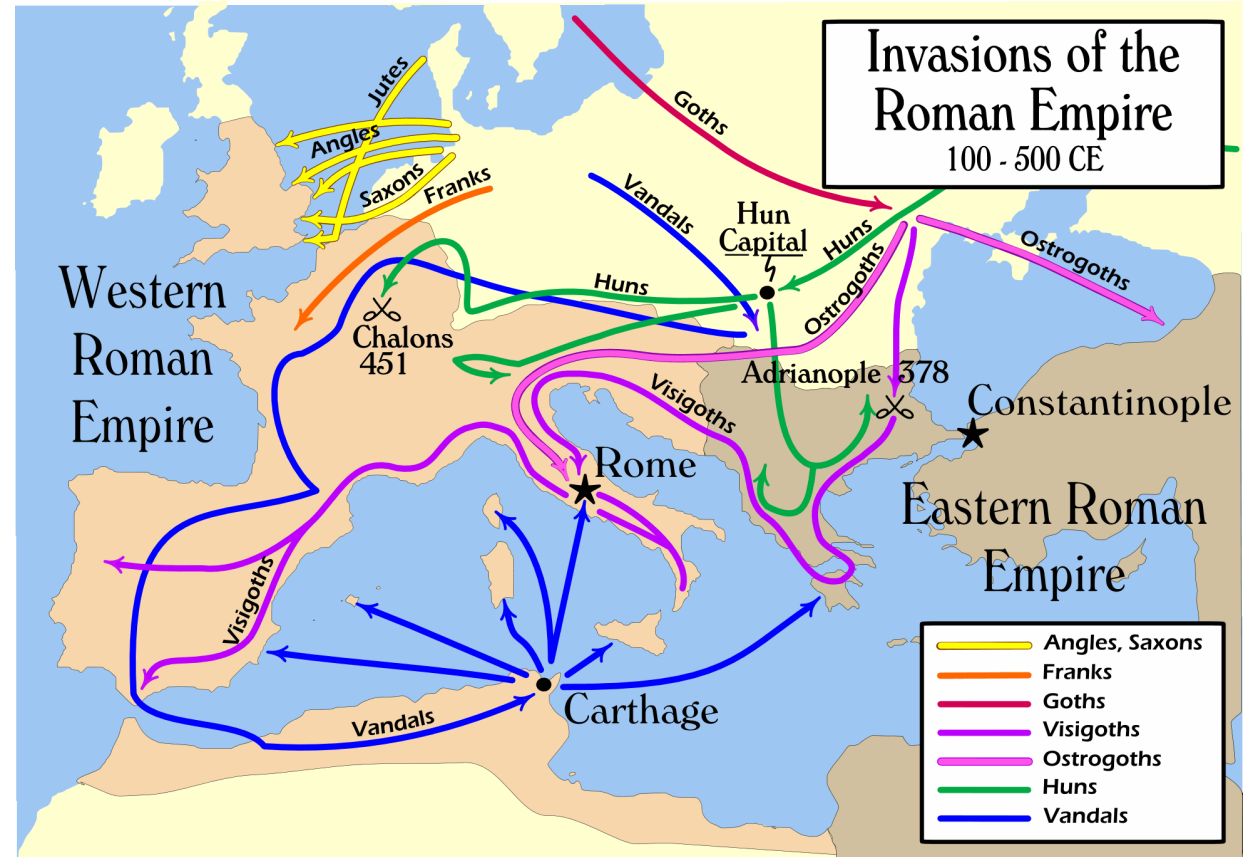 Invasions of the
Roman Empire
100 - 500 CE
Jutes
Angles
Saxons
Franks
Goths
Vandals
Hun
Capital
Huns
Ostrogoths
Ostrogoths
Huns
Western
Roman
Empire
Chalons
451
Adrianople 378
Visigoths
Constantinople
Rome
Eastern Roman
Empire
Visigoths
Carthage
Vandals
Angles, Saxons
Franks
Goths
Visigoths
Ostrogoths
Huns
Vandals